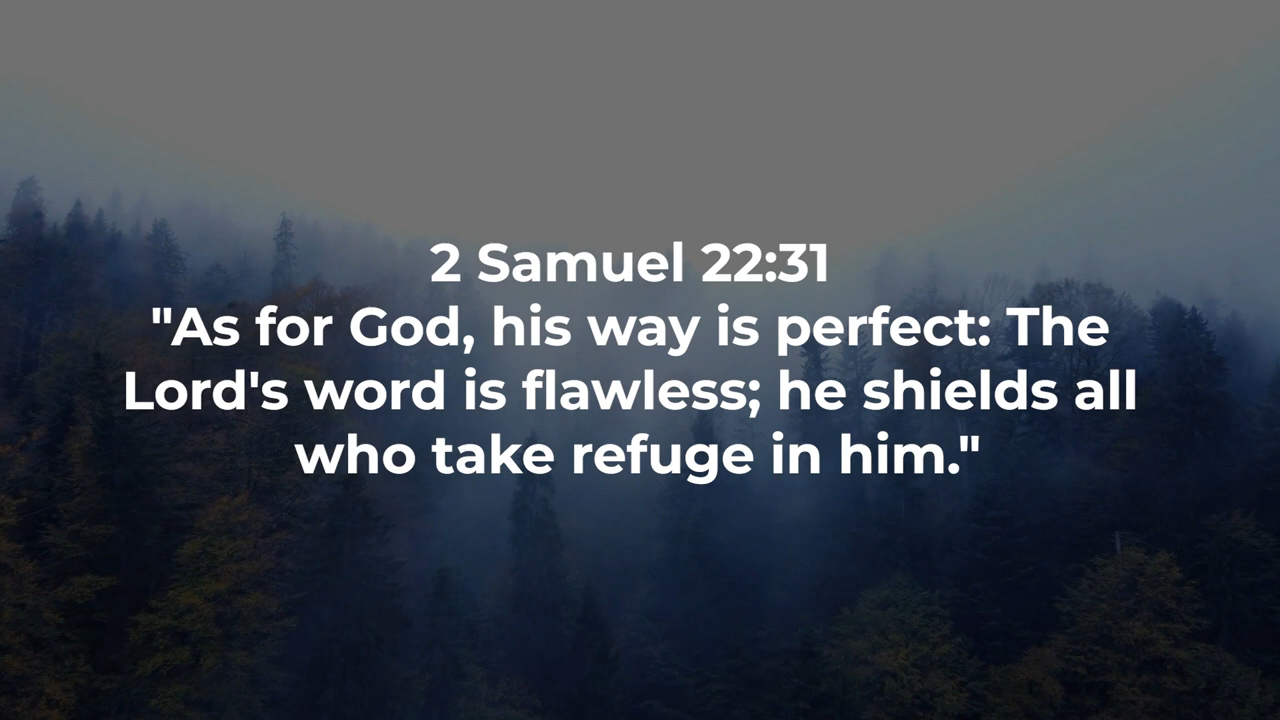 2 Samuel 22:31
"As for God, his way is perfect: The
Lord's word is flawless; he shields all
who take refuge in him."